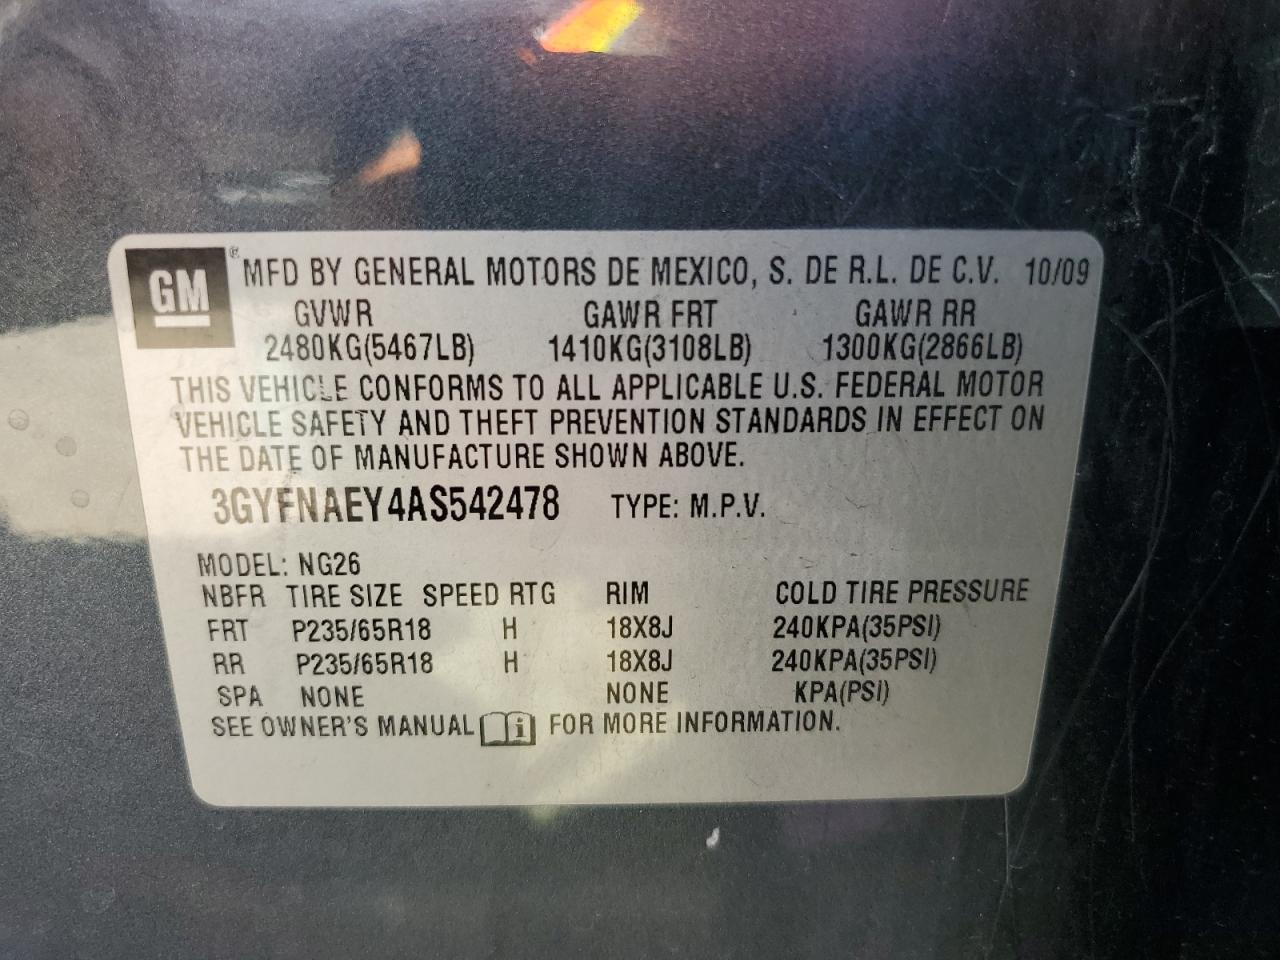 GM® MFD BY GENERAL MOTORS DE MEXICO, S. DE R.L. DE C.V. 10/09
GVWR GAWR FRT GAWR RR
2480KG(5467LB) 1410KG(3108LB) 1300KG(2866LB)
THIS VEHICLE CONFORMS TO ALL APPLICABLE U.S. FEDERAL MOTOR
VEHICLE SAFETY AND THEFT PREVENTION STANDARDS IN EFFECT ON
THE DATE OF MANUFACTURE SHOWN ABOVE.
3GYFNAEY4AS542478 TYPE: M.P.V.
MODEL: NG26
NBFR TIRE SIZE SPEED RTG RIM COLD TIRE PRESSURE
FRT P235/65R18 H 18X8J 240KPA(35PSI)
RR P235/65R18 H 18X8J 240KPA(35PSI)
SPA NONE NONE KPA(PSI)
SEE OWNER'S MANUAL i FOR MORE INFORMATION.